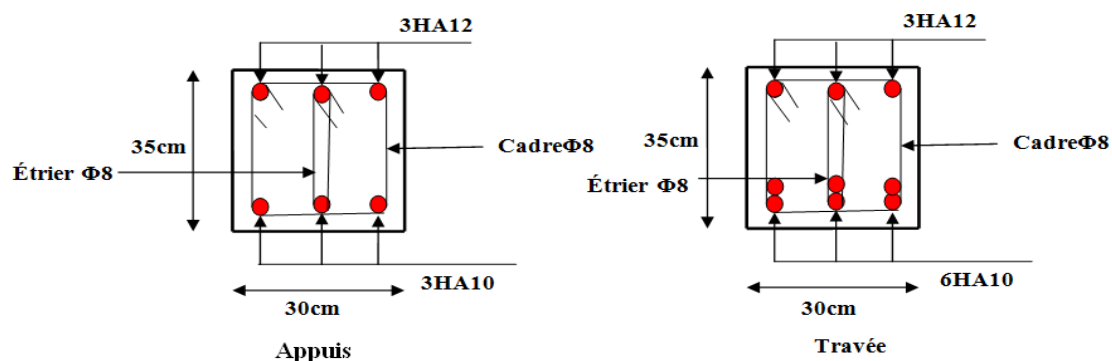 3HA12
35cm
CadreΦ8
Étrier Φ8
3HA10
30cm
Appuis
3HA12
35cm
CadreΦ8
Étrier Φ8
6HA10
30cm
Travée